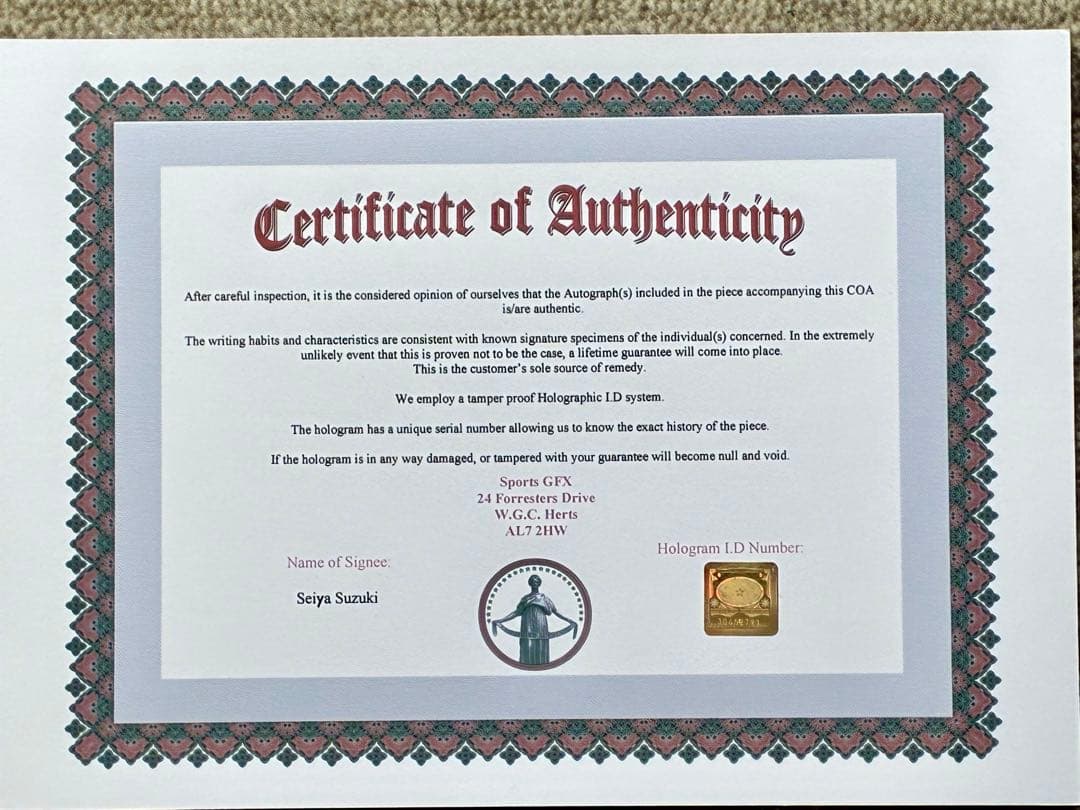 Certificate of Authenticity
After careful inspection, it is the considered opinion of ourselves that the Autograph(s) included in the piece accompanying this COA
is/are authentic.
The writing habits and characteristics are consistent with known signature specimens of the individual(s) concerned. In the extremely
unlikely event that this is proven not to be the case, a lifetime guarantee will come into place.
This is the customer's sole source of remedy.
We employ a tamper proof Holographic I.D system.
The hologram has a unique serial number allowing us to know the exact history of the piece.
If the hologram is in any way damaged, or tampered with your guarantee will become null and void.
Sports GFX
24 Forresters Drive
W.G.C. Herts
AL7 2HW
Name of Signee:
Seiya Suzuki
Hologram I.D Number: